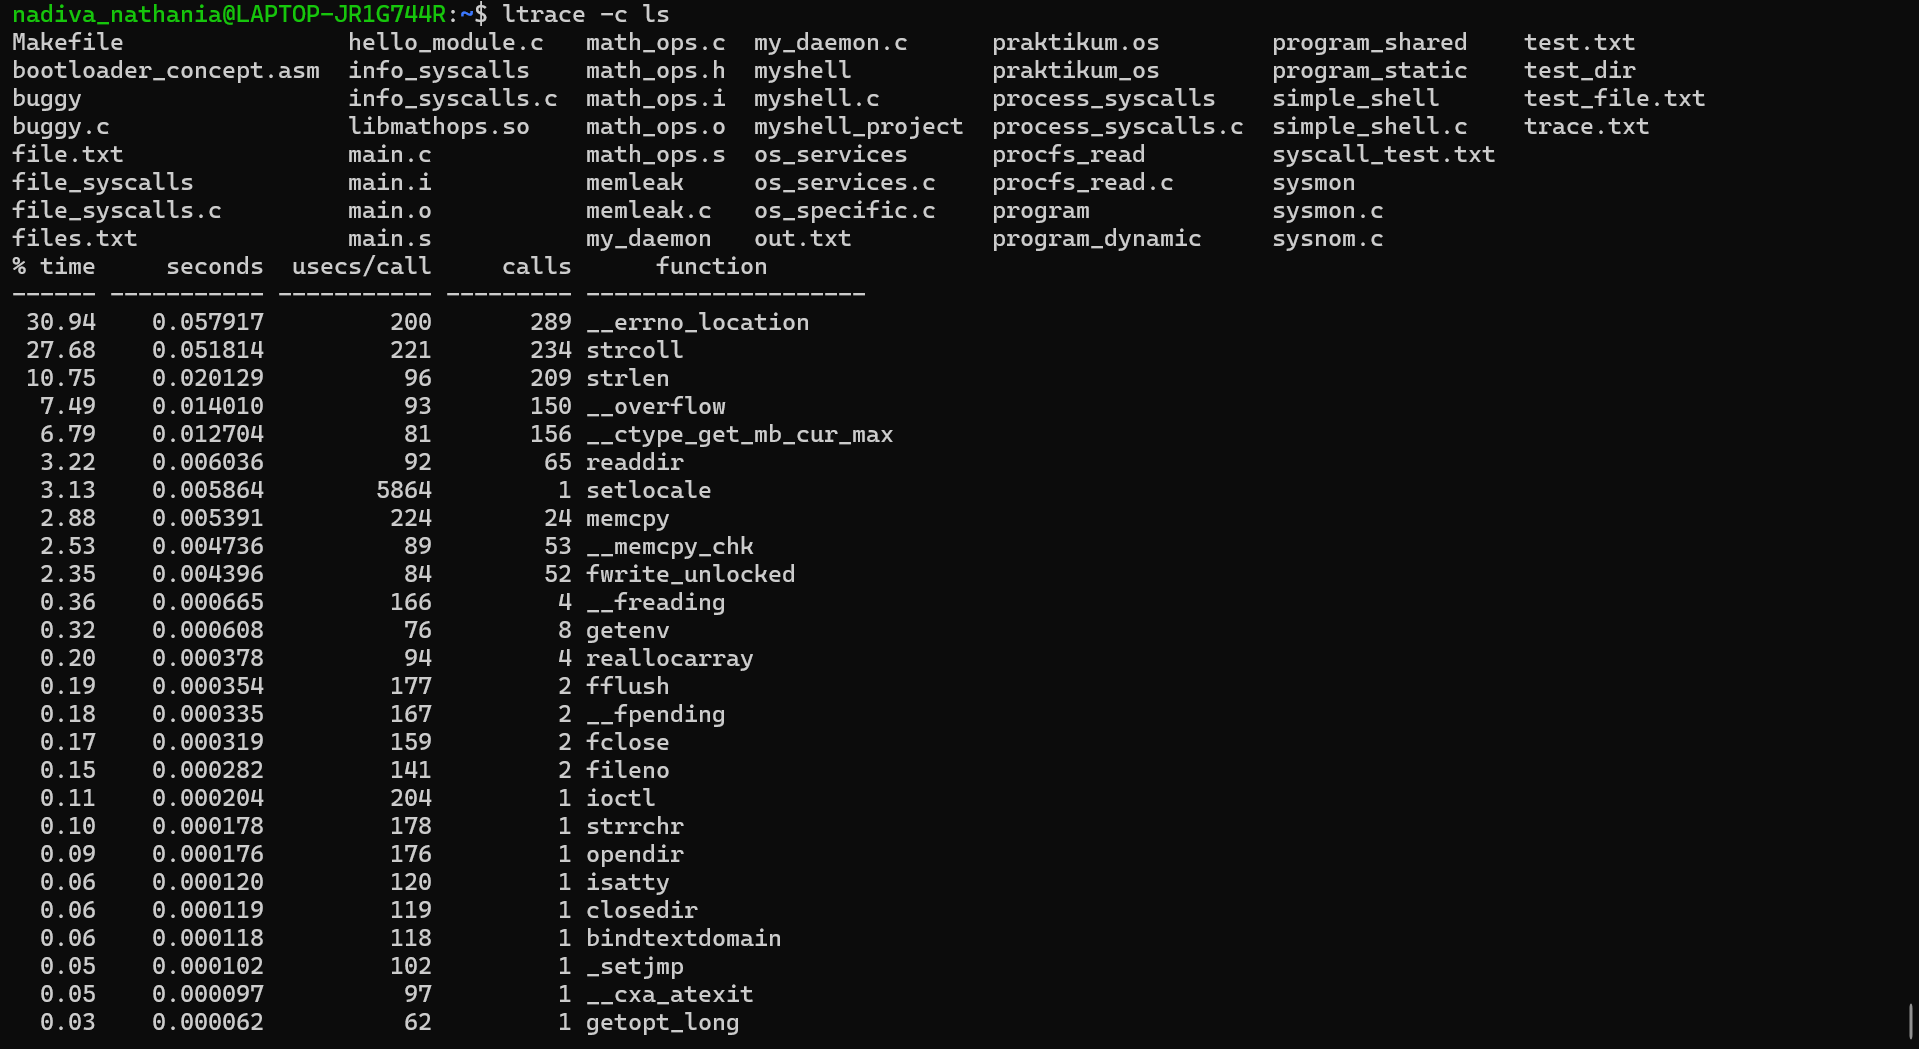 nadiva_nathania@LAPTOP-JR1G744R:~$ ltrace -c ls
Makefile                hello_module.c   math_ops.c  my_daemon.c      praktikum.os        program_shared    test.txt
bootloader_concept.asm  info_syscalls    math_ops.h  myshell          praktikum_os        program_static    test_dir
buggy                   info_syscalls.c  math_ops.i  myshell.c        process_syscalls    simple_shell      test_file.txt
buggy.c                 libmathops.so    math_ops.o  myshell_project  process_syscalls.c  simple_shell.c    trace.txt
file.txt                main.c           math_ops.s  os_services      procfs_read         syscall_test.txt
file_syscalls           main.i           memleak     os_services.c    procfs_read.c       sysmon
file_syscalls.c         main.o           memleak.c   os_specific.c    program             sysmon.c
files.txt               main.s           my_daemon   out.txt          program_dynamic     sysnom.c
% time     seconds  usecs/call     calls      function
------ ----------- ----------- --------- --------------------
 30.94    0.057917         200       289 __errno_location
 27.68    0.051814         221       234 strcoll
 10.75    0.020129          96       209 strlen
  7.49    0.014010          93       150 __overflow
  6.79    0.012704          81       156 __ctype_get_mb_cur_max
  3.22    0.006036          92        65 readdir
  3.13    0.005864        5864         1 setlocale
  2.88    0.005391         224        24 memcpy
  2.53    0.004736          89        53 __memcpy_chk
  2.35    0.004396          84        52 fwrite_unlocked
  0.36    0.000665         166         4 __freading
  0.32    0.000608          76         8 getenv
  0.20    0.000378          94         4 reallocarray
  0.19    0.000354         177         2 fflush
  0.18    0.000335         167         2 __fpending
  0.17    0.000319         159         2 fclose
  0.15    0.000282         141         2 fileno
  0.11    0.000204         204         1 ioctl
  0.10    0.000178         178         1 strrchr
  0.09    0.000176         176         1 opendir
  0.06    0.000120         120         1 isatty
  0.06    0.000119         119         1 closedir
  0.06    0.000118         118         1 bindtextdomain
  0.05    0.000102         102         1 _setjmp
  0.05    0.000097          97         1 __cxa_atexit
  0.03    0.000062          62         1 getopt_long